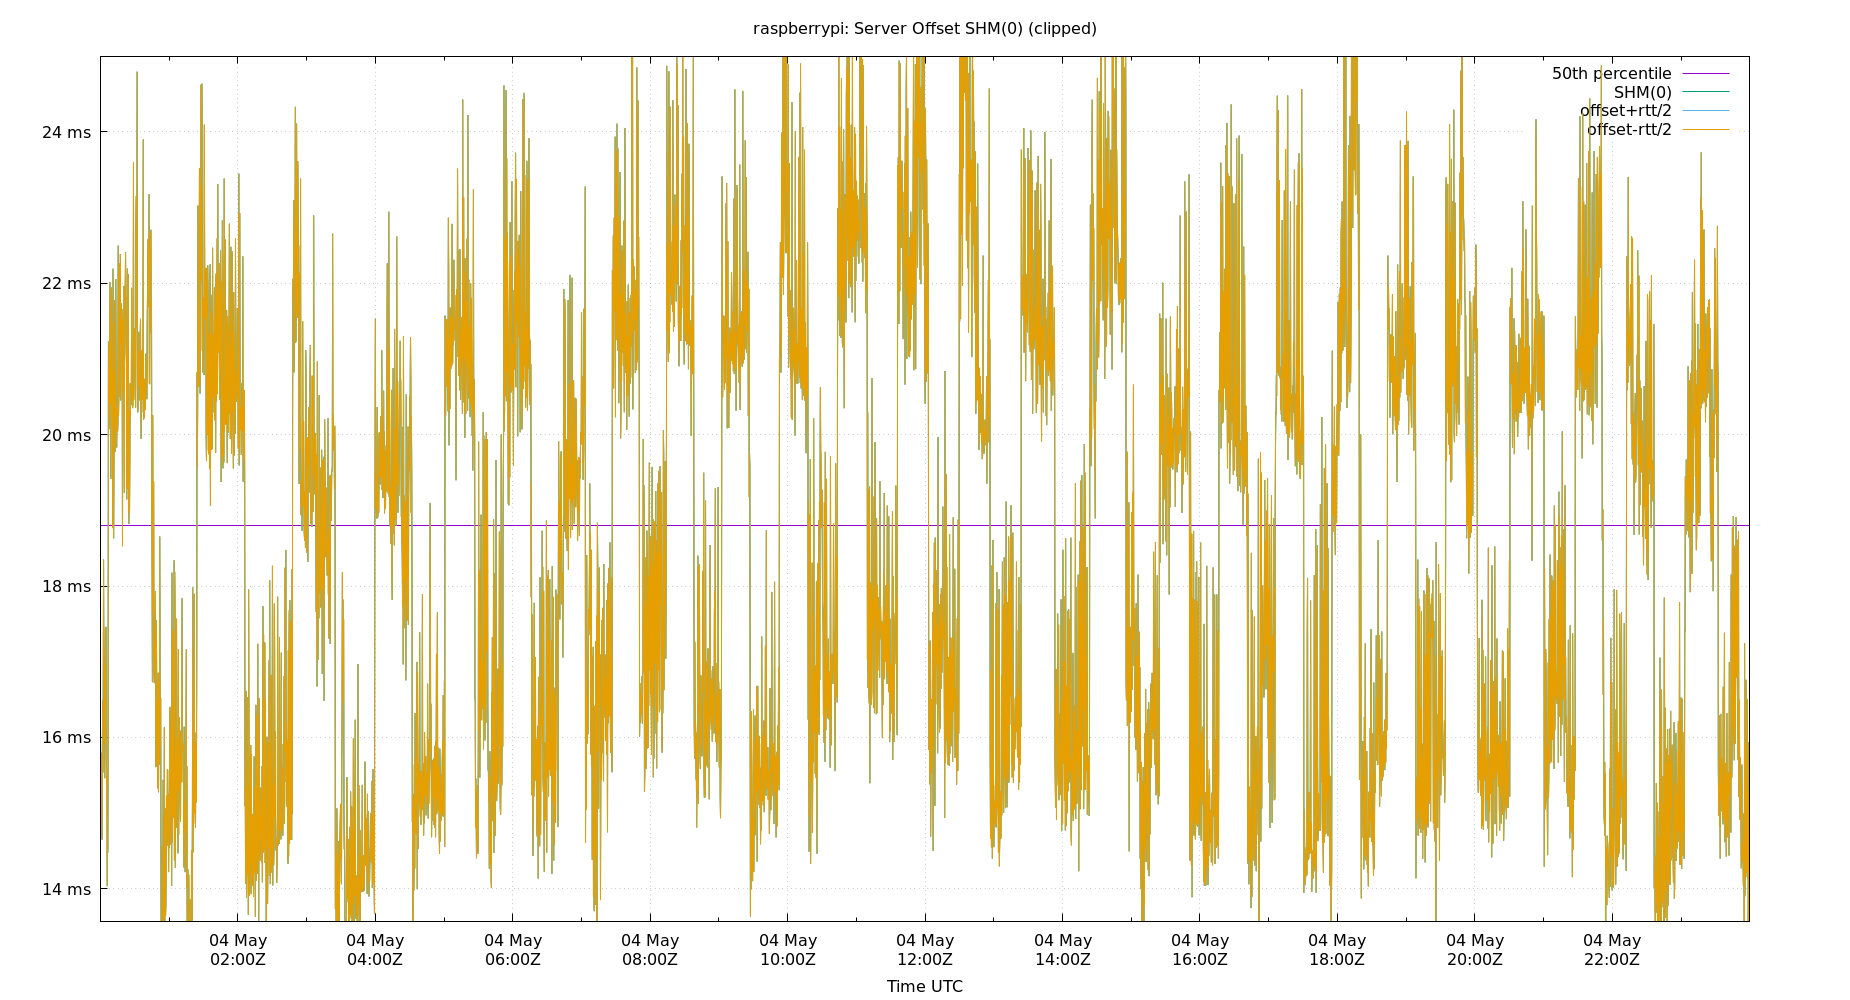 raspberrypi: Server Offset SHM(0) (clipped)
50th percentile
SHM(0)
offset+rtt/2
offset-rtt/2
24 ms
22 ms
20 ms
18 ms
16 ms
14 ms
04 May 04 May 04 May 04 May 04 May 04 May 04 May 04 May 04 May 04 May 04 May
02:00Z 04:00Z 06:00Z 08:00Z 10:00Z 12:00Z 14:00Z 16:00Z 18:00Z 20:00Z 22:00Z
Time UTC